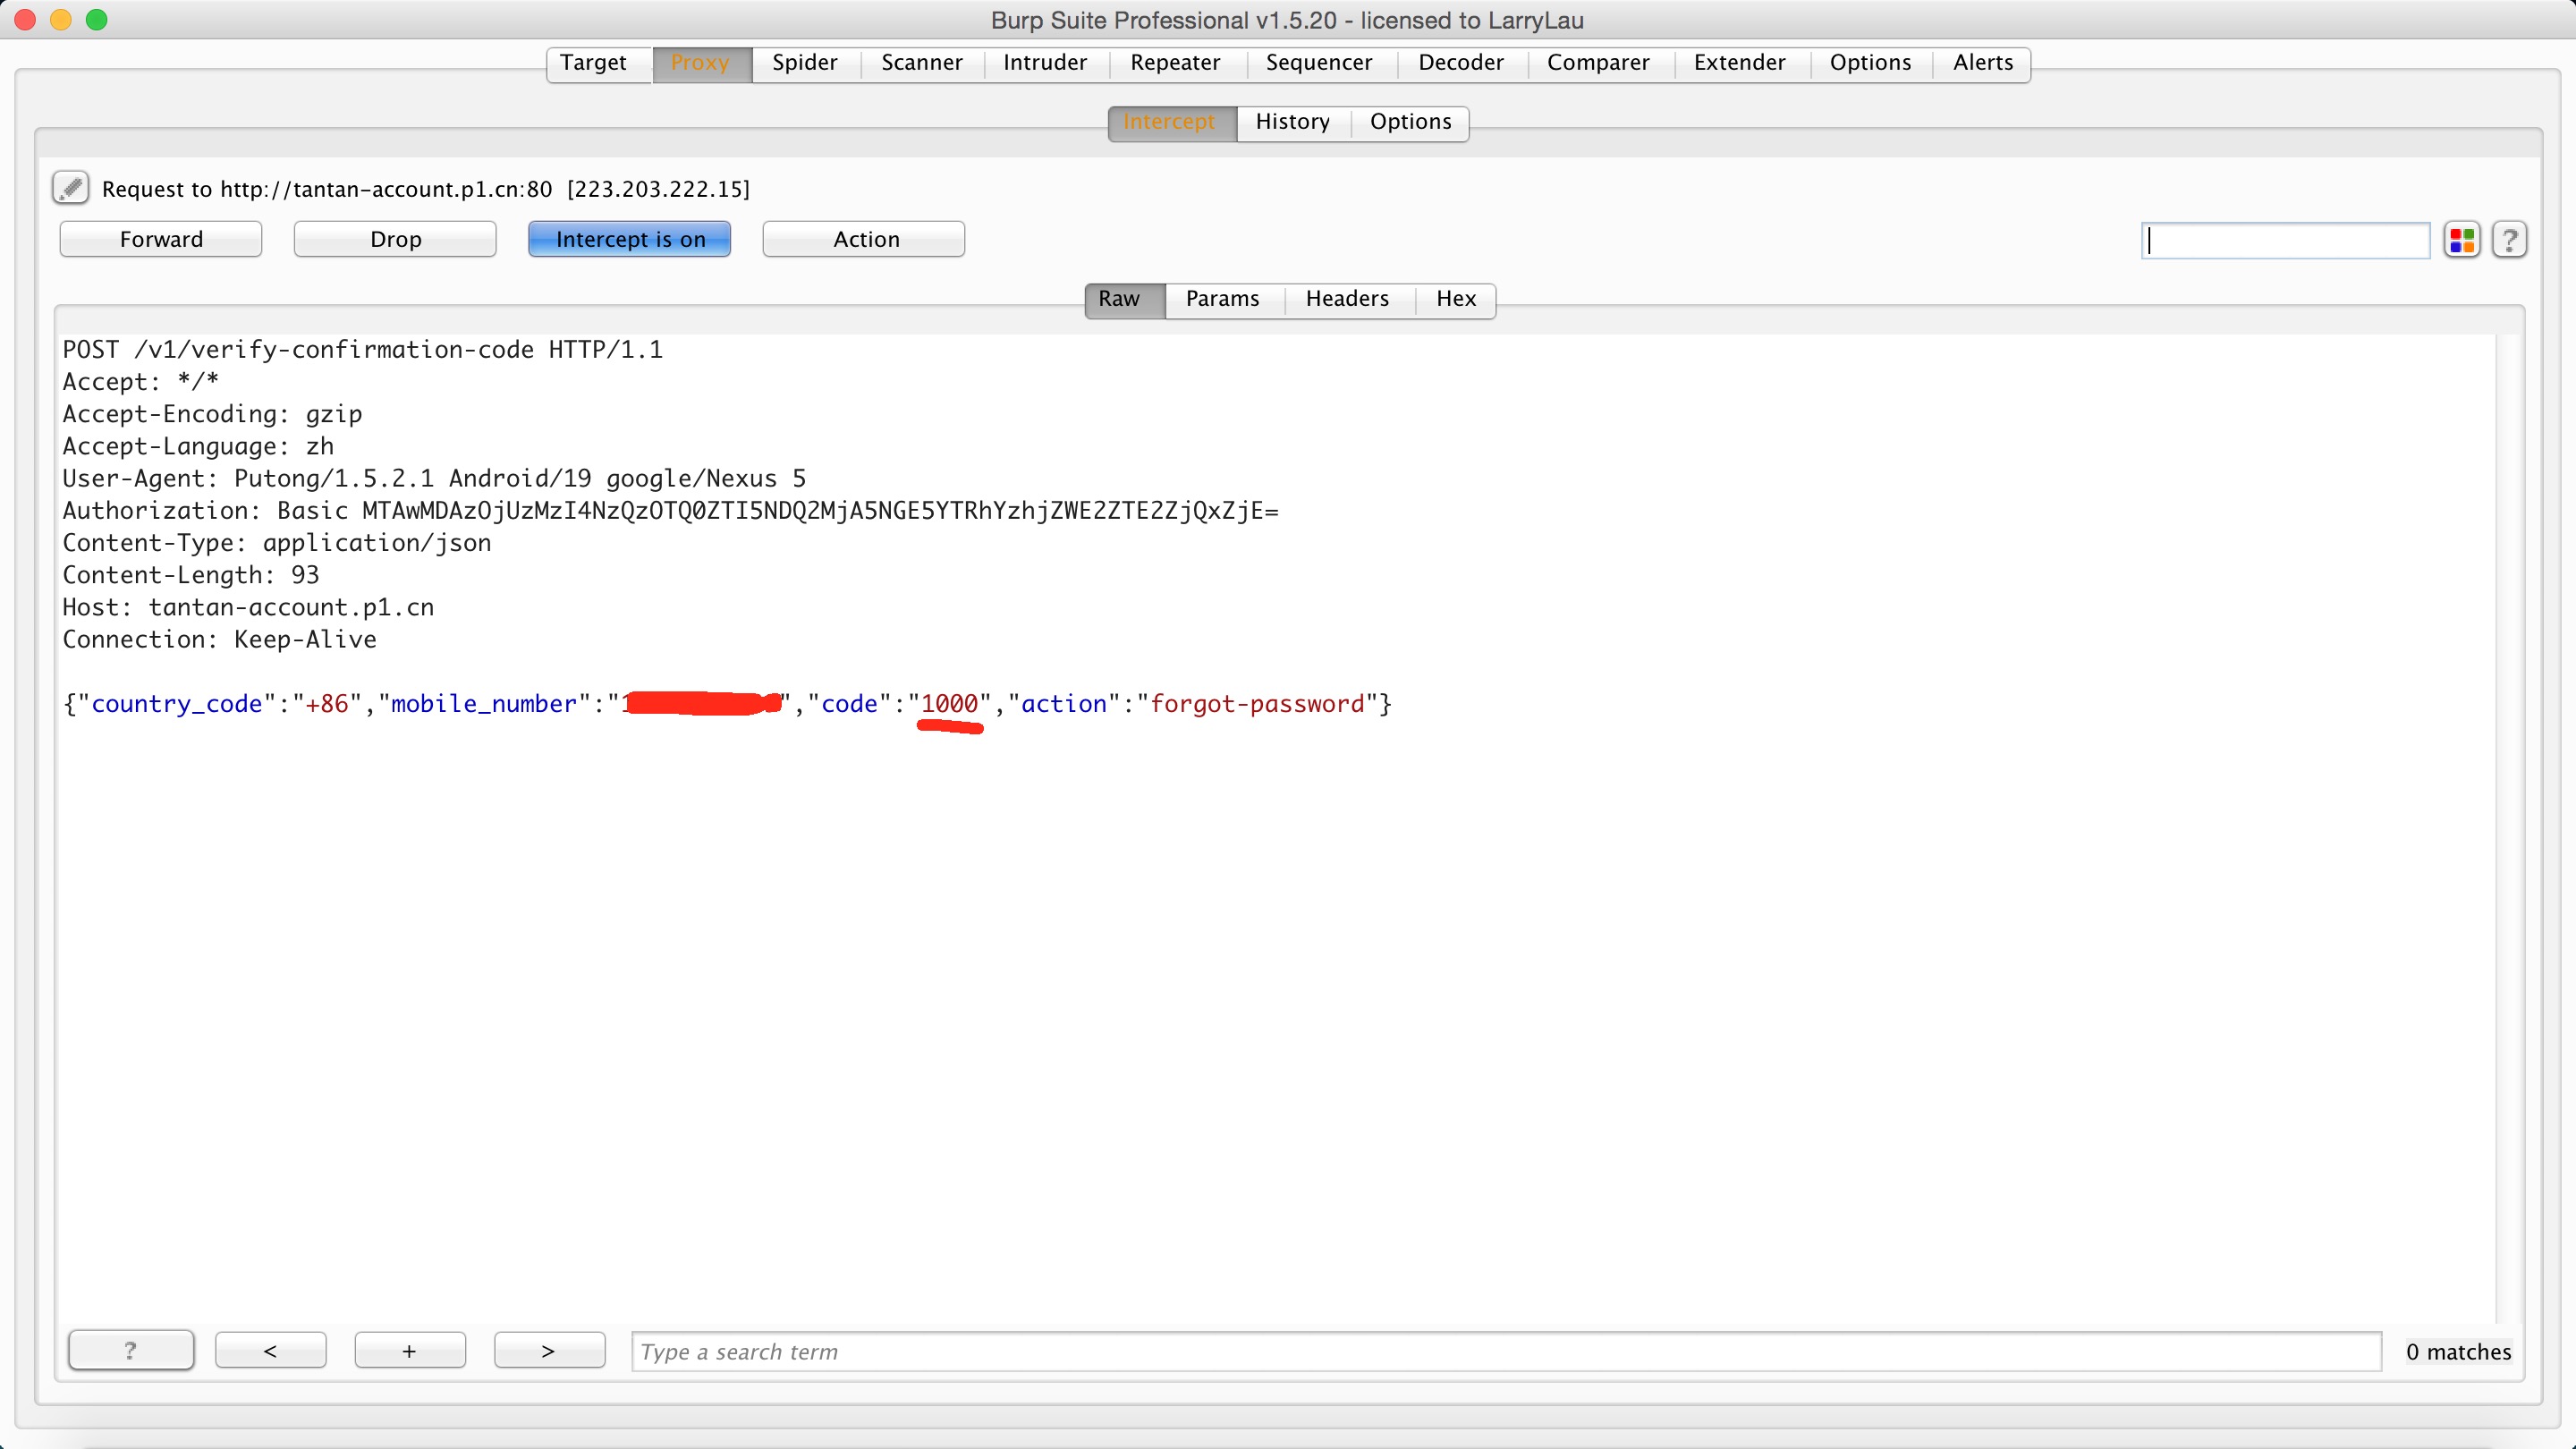 Burp Suite Professional v1.5.20 - licensed to LarryLau
Target Proxy Spider Scanner Intruder Repeater Sequencer Decoder Comparer Extender Options Alerts
Intercept History Options
Request to http://tantan-account.p1.cn:80 [223.203.222.15]
Forward Drop Intercept is on Action ?
Raw Params Headers Hex
POST /v1/verify-confirmation-code HTTP/1.1
Accept: */*
Accept-Encoding: gzip
Accept-Language: zh
User-Agent: Putong/1.5.2.1 Android/19 google/Nexus 5
Authorization: Basic MTAwMDAzOjUzMzI4NzQzOTQ0ZTI5NDQ2MjA5NGE5YTRhYzhjZWE2ZTE2ZjQxZjE=
Content-Type: application/json
Content-Length: 93
Host: tantan-account.p1.cn
Connection: Keep-Alive
{"country_code":"+86","mobile_number":"1","code":"1000","action":"forgot-password"}
? < + > Type a search term 0 matches